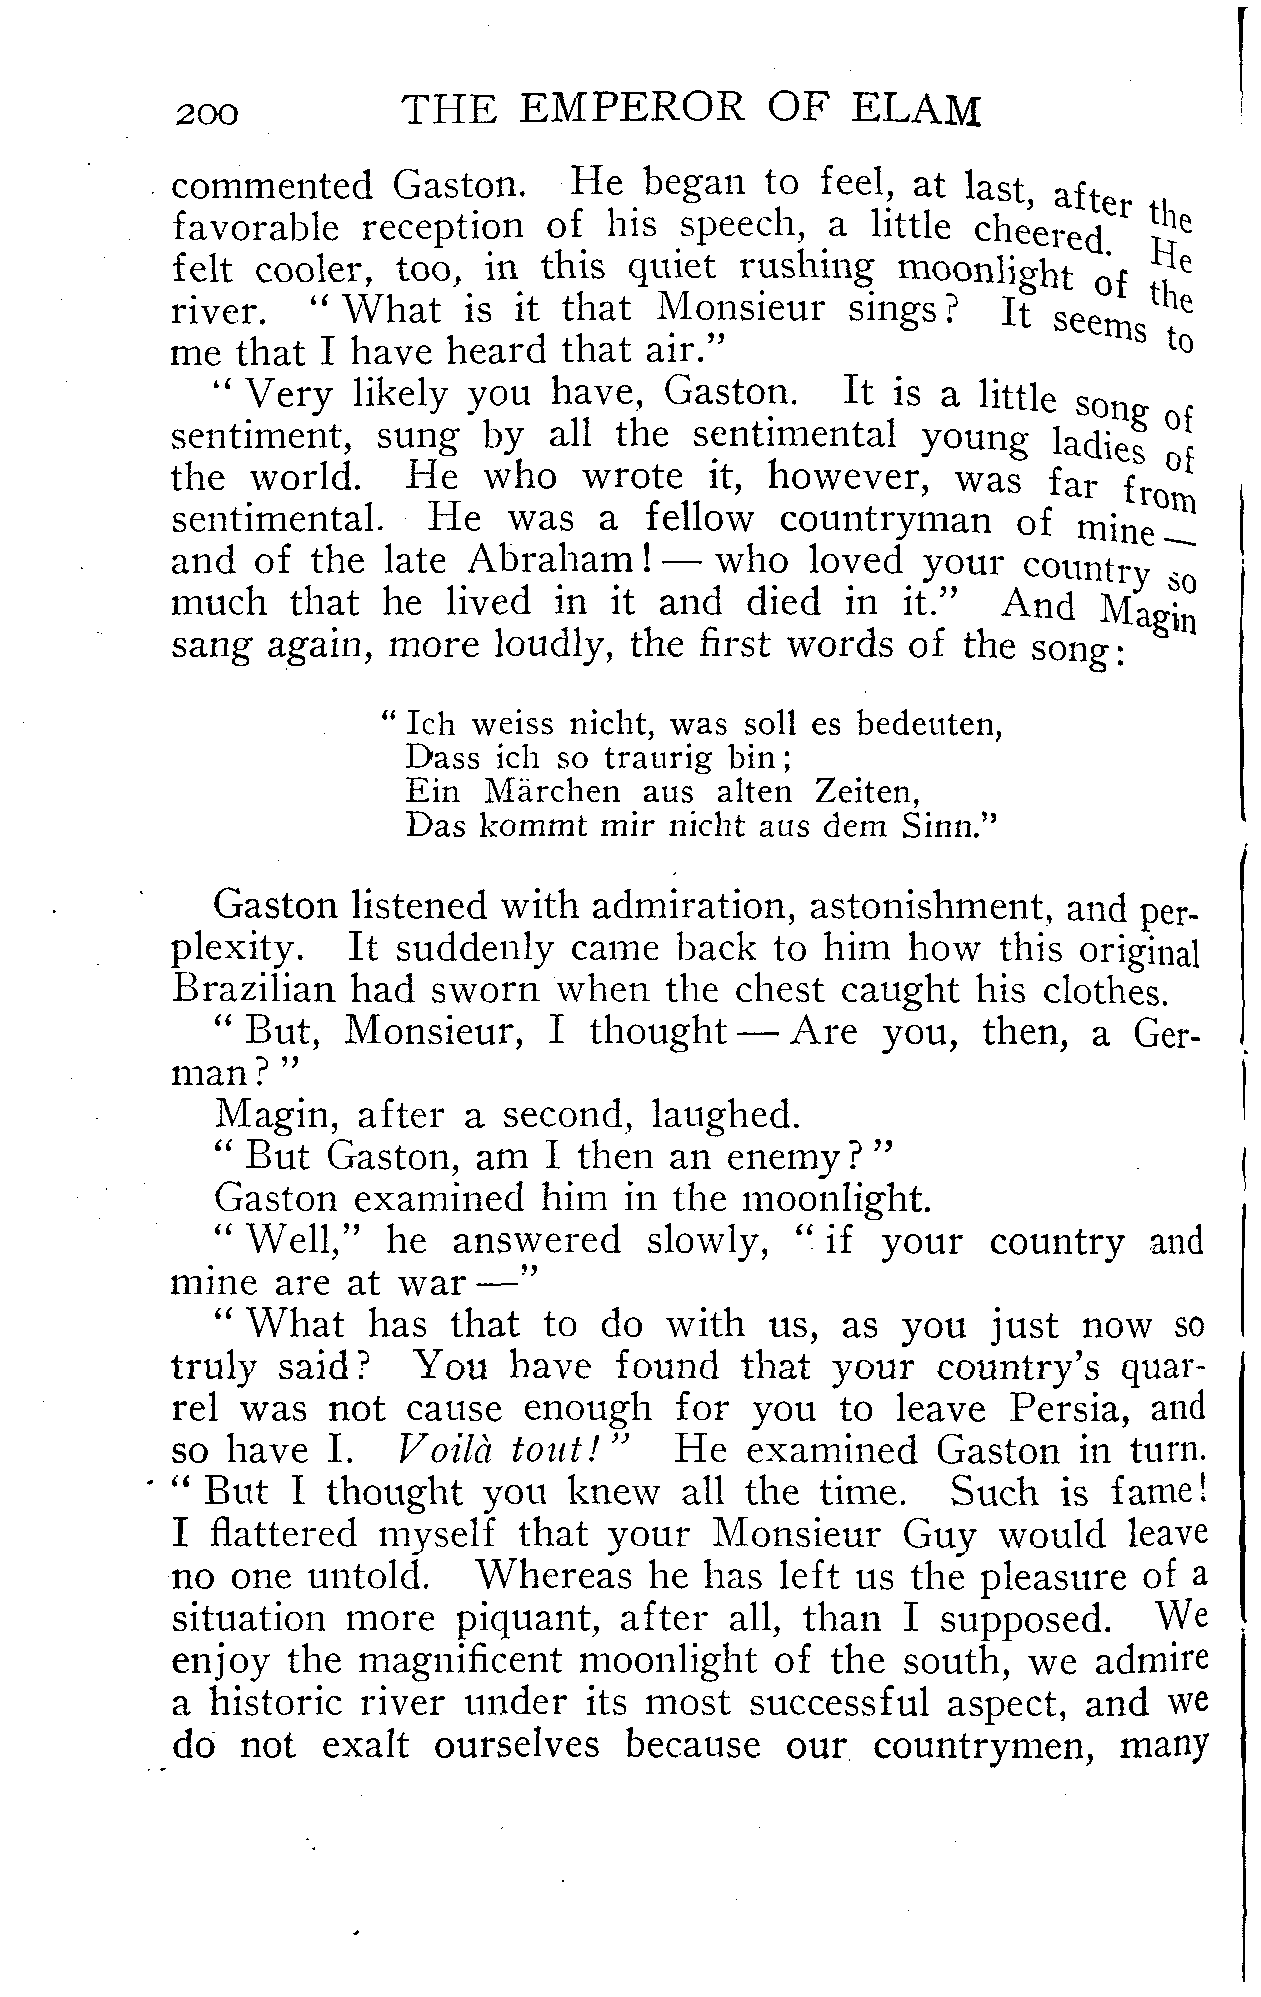 200 THE EMPEROR OF ELAM
commented Gaston. He began to feel, at last, after the
favorable reception of his speech, a little cheered. He
felt cooler, too, in this quiet rushing moonlight of the
river. “ What is it that Monsieur sings? It seems to
me that I have heard that air.”
“ Very likely you have, Gaston. It is a little song of
sentiment, sung by all the sentimental young ladies of
the world. He who wrote it, however, was far from
sentimental. He was a fellow countryman of mine —
and of the late Abraham! — who loved your country so
much that he lived in it and died in it.” And Magin
sang again, more loudly, the first words of the song:
“ Ich weiss nicht, was soll es bedeuten,
Dass ich so traurig bin;
Ein Märchen aus alten Zeiten,
Das kommt mir nicht aus dem Sinn.”
Gaston listened with admiration, astonishment, and per-
plexity. It suddenly came back to him how this original
Brazilian had sworn when the chest caught his clothes.
“ But, Monsieur, I thought — Are you, then, a Ger-
man? ”
Magin, after a second, laughed.
“ But Gaston, am I then an enemy? ”
Gaston examined him in the moonlight.
“ Well,” he answered slowly, “ if your country and
mine are at war —”
“ What has that to do with us, as you just now so
truly said? You have found that your country’s quar-
rel was not cause enough for you to leave Persia, and
so have I. Voilà tout! ” He examined Gaston in turn.
“ But I thought you knew all the time. Such is fame!
I flattered myself that your Monsieur Guy would leave
no one untold. Whereas he has left us the pleasure of a
situation more piquant, after all, than I supposed. We
enjoy the magnificent moonlight of the south, we admire
a historic river under its most successful aspect, and we
do not exalt ourselves because our countrymen, many